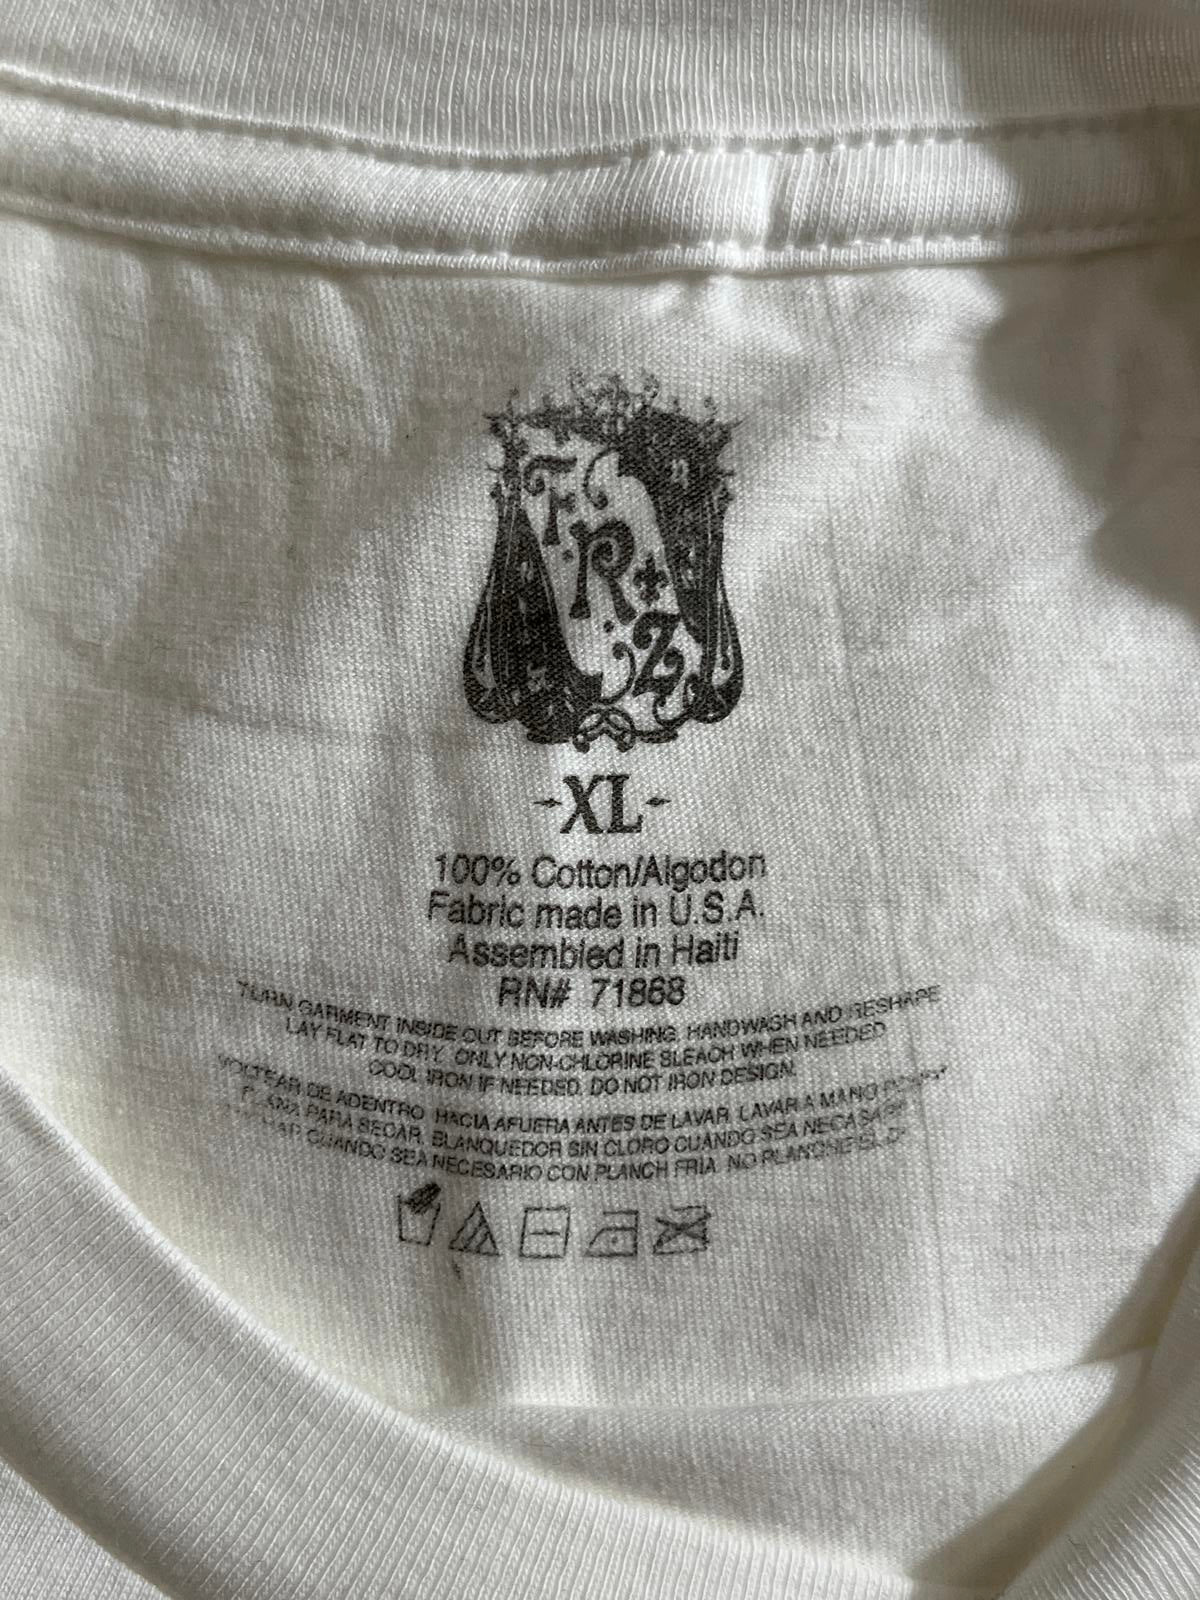 F
R
Z
XL
100% Cotton/Algodon
Fabric made in U.S.A.
Assembled in Haiti
RN# 71868
TURN GARMENT INSIDE OUT BEFORE WASHING. HANDWASH AND RESHAPE
LAY FLAT TO DRY. ONLY NON-CHLORINE BLEACH WHEN NEEDED
COOL IRON IF NEEDED. DO NOT IRON DESIGN.
VOLTEAR DE ADENTRO HACIA AFUERA ANTES DE LAVAR. LAVAR A MANO
PARA SECAR. BLANQUEDOR SIN CLORO CUANDO SEA
CUANDO SEA NECESARIO CON PLANCH FRIA. NO PLANCHE